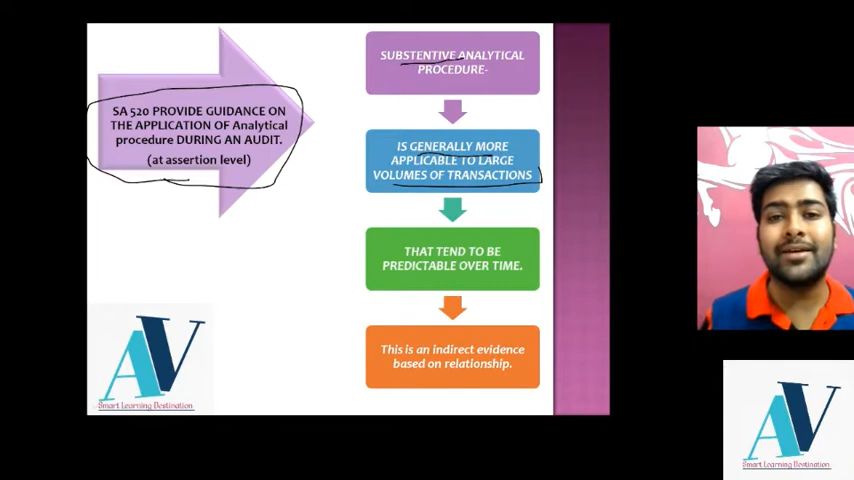 SA 520 PROVIDE GUIDANCE ON
THE APPLICATION OF Analytical
procedure DURING AN AUDIT.
(at assertion level)
SUBSTENTIVE ANALYTICAL
PROCEDURE-
IS GENERALLY MORE
APPLICABLE TO LARGE
VOLUMES OF TRANSACTIONS
THAT TEND TO BE
PREDICTABLE OVER TIME.
This is an indirect evidence
based on relationship.
AV
Smart Learning Destination
AV
Smart Learning Destination